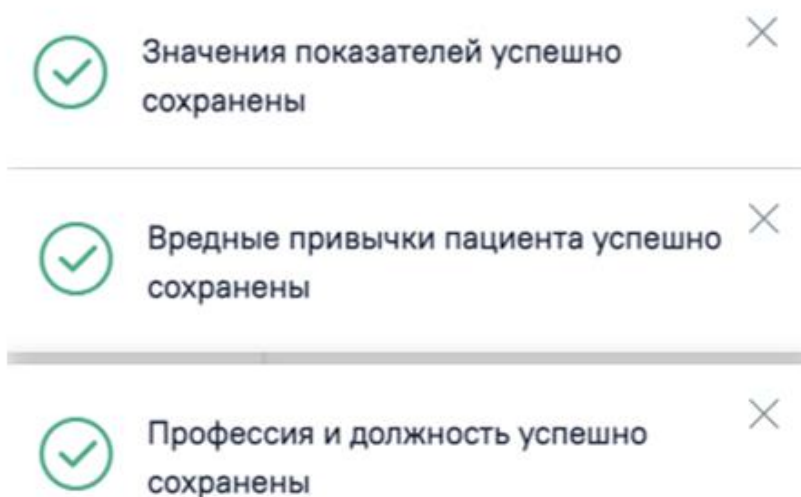 Значения показателей успешно
сохранены
Вредные привычки пациента успешно
сохранены
Профессия и должность успешно
сохранены